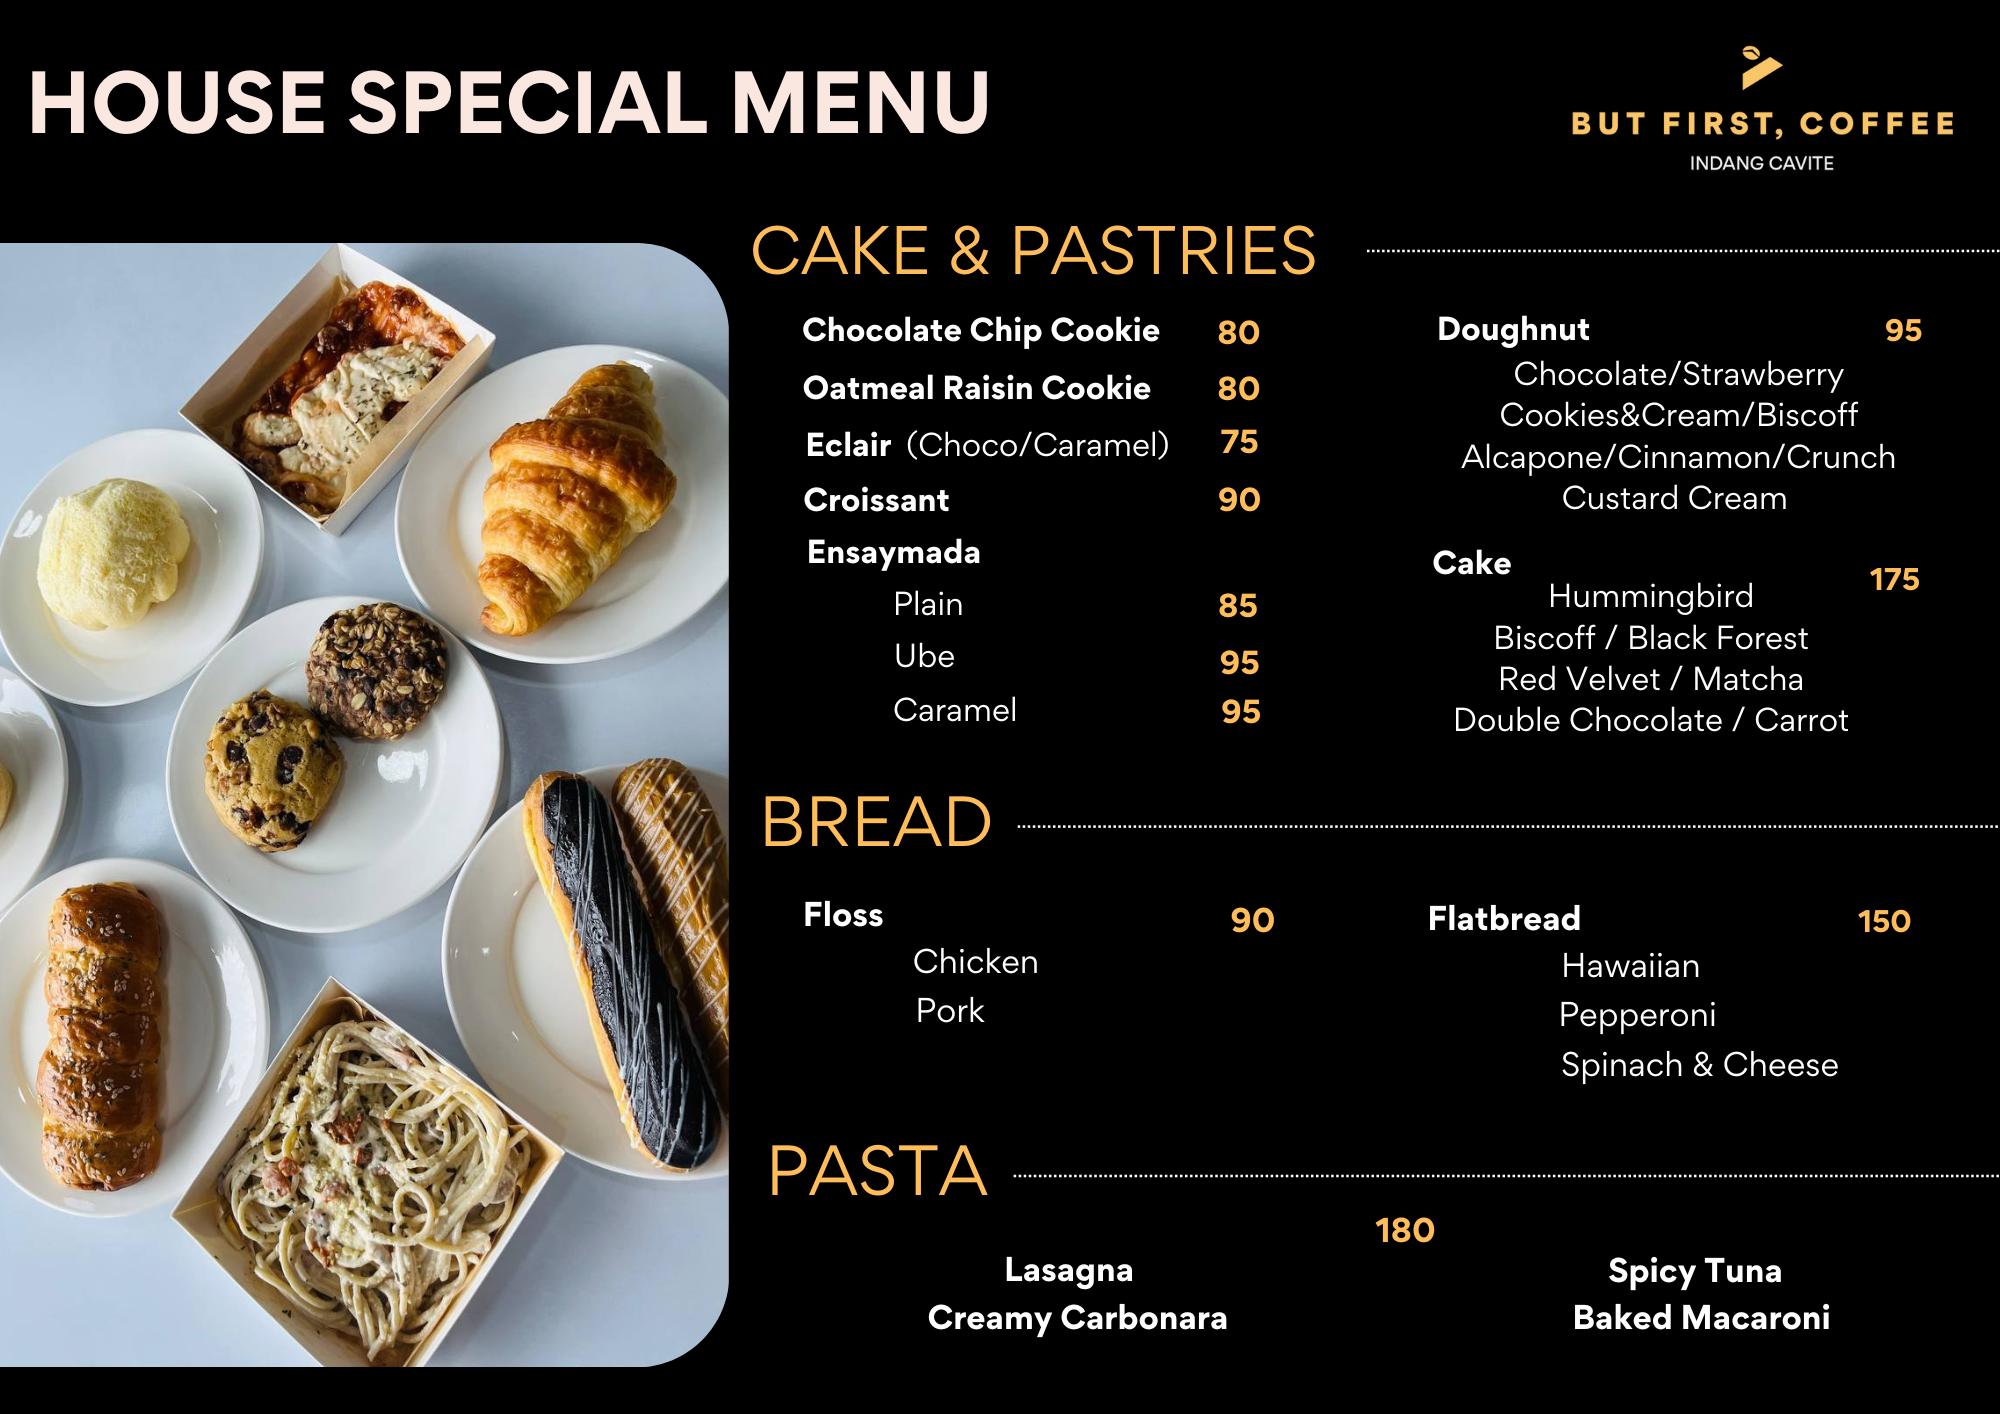 HOUSE SPECIAL MENU
BUT FIRST, COFFEE
INDANG CAVITE
CAKE & PASTRIES
Chocolate Chip Cookie 80
Oatmeal Raisin Cookie 80
Eclair (Choco/Caramel) 75
Croissant 90
Ensaymada
Plain 85
Ube 95
Caramel 95
Doughnut 95
Chocolate/Strawberry
Cookies&Cream/Biscoff
Alcapone/Cinnamon/Crunch
Custard Cream
Cake 175
Hummingbird
Biscoff / Black Forest
Red Velvet / Matcha
Double Chocolate / Carrot
BREAD
Floss 90
Chicken
Pork
Flatbread 150
Hawaiian
Pepperoni
Spinach & Cheese
PASTA
180
Lasagna
Creamy Carbonara
Spicy Tuna
Baked Macaroni